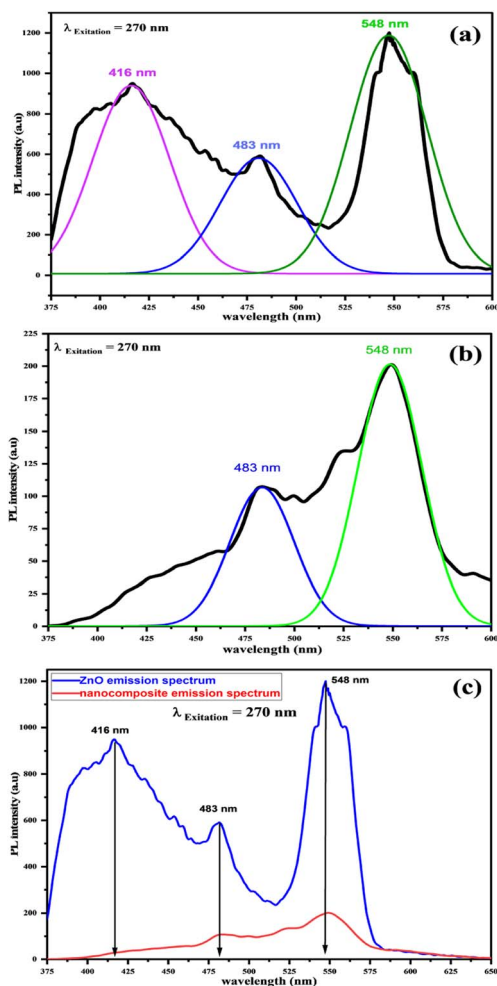 λ Exitation = 270 nm
548 nm
(a)
416 nm
483 nm
PL intensity (a.u)
1200
1000
800
600
400
200
0
375 400 425 450 475 500 525 550 575 600
wavelength (nm)
λ Exitation = 270 nm
548 nm
(b)
483 nm
PL intensity (a.u)
225
200
175
150
125
100
75
50
25
0
375 400 425 450 475 500 525 550 575 600
wavelength (nm)
ZnO emission spectrum
nanocomposite emission spectrum
548 nm
(c)
λ Exitation = 270 nm
416 nm
483 nm
PL intensity (a.u)
1200
1000
800
600
400
200
0
375 400 425 450 475 500 525 550 575 600 625 650
wavelength (nm)